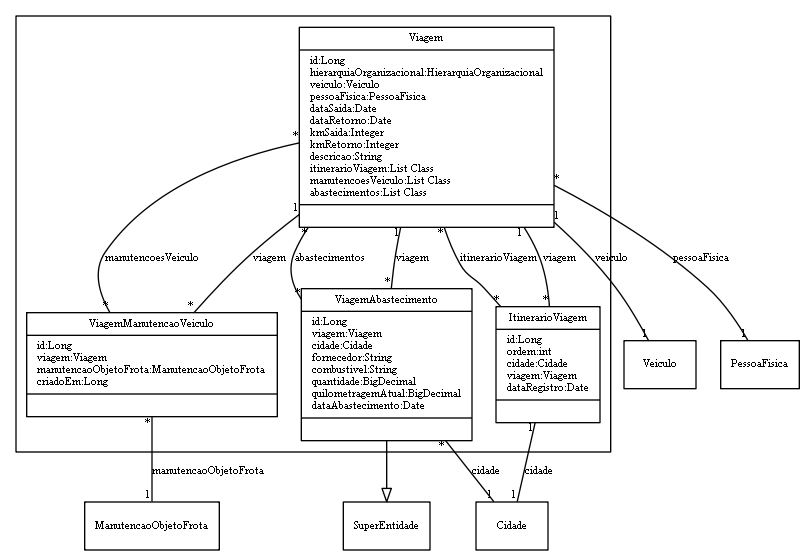 Viagem
id:Long
hierarquiaOrganizacional:HierarquiaOrganizacional
veiculo:Veiculo
pessoaFisica:PessoaFisica
dataSaida:Date
dataRetorno:Date
kmSaida:Integer
kmRetorno:Integer
descricao:String
itinerarioViagem:List Class
manutencoesVeiculo:List Class
abastecimentos:List Class
* *
1 * 1 * 1 1
manutencoesVeiculo viagem abastecimentos viagem itinerarioViagem viagem veiculo pessoaFisica
* * * * * *
ViagemManutencaoVeiculo
id:Long
viagem:Viagem
manutencaoObjetoFrota:ManutencaoObjetoFrota
criadoEm:Long
ViagemAbastecimento
id:Long
viagem:Viagem
cidade:Cidade
fornecedor:String
combustivel:String
quantidade:BigDecimal
quilometragemAtual:BigDecimal
dataAbastecimento:Date
ItinerarioViagem
id:Long
ordem:int
cidade:Cidade
viagem:Viagem
dataRegistro:Date
1 1
Veiculo
PessoaFisica
* * 1
manutencaoObjetoFrota cidade cidade
1 1 1
ManutencaoObjetoFrota
SuperEntidade
Cidade